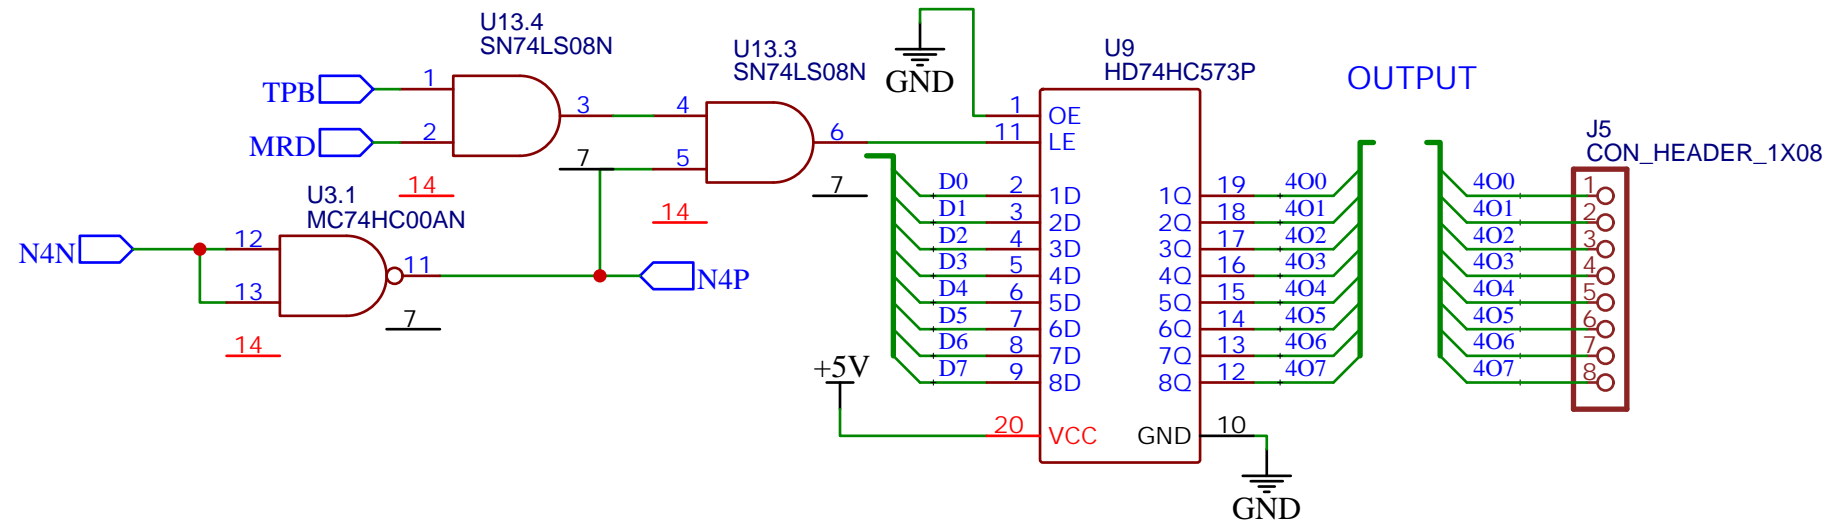 U13.4
SN74LS08N
TPB
1
MRD
2
3
14
7
U13.3
SN74LS08N
4
5
6
14
7
U3.1
MC74HC00AN
N4N
12
13
11
14
7
N4P
GND
U9
HD74HC573P
1 OE
11 LE
D0 2 1D 1Q 19 4O0
D1 3 2D 2Q 18 4O1
D2 4 3D 3Q 17 4O2
D3 5 4D 4Q 16 4O3
D4 6 5D 5Q 15 4O4
D5 7 6D 6Q 14 4O5
D6 8 7D 7Q 13 4O6
D7 9 8D 8Q 12 4O7
+5V
20 VCC GND 10
GND
OUTPUT
J5
CON_HEADER_1X08
4O0 1
4O1 2
4O2 3
4O3 4
4O4 5
4O5 6
4O6 7
4O7 8